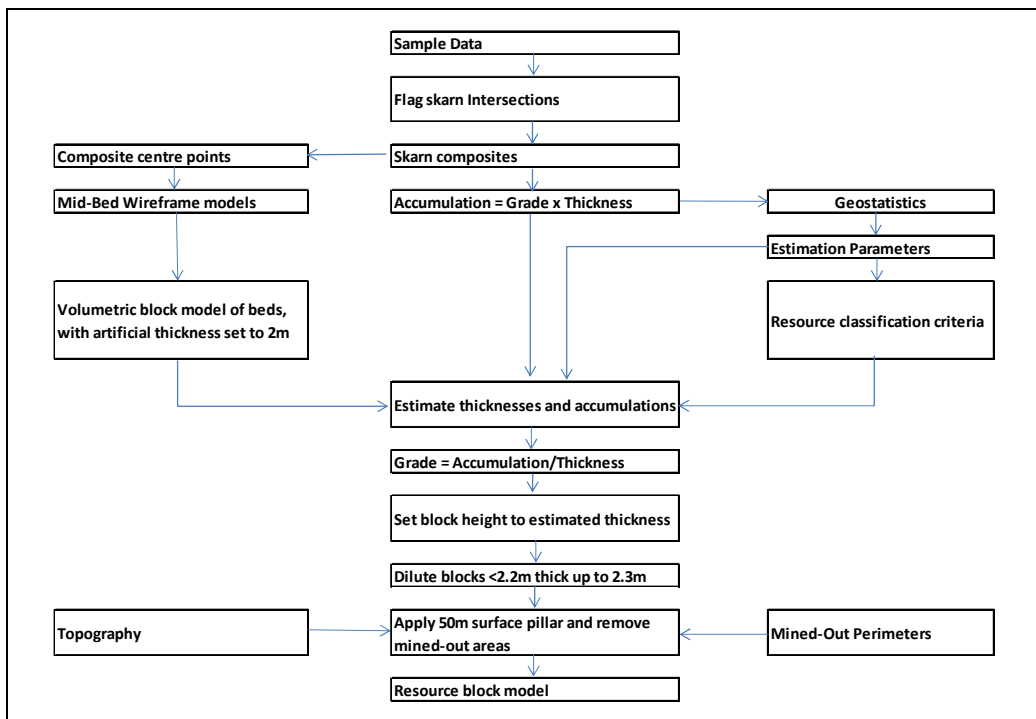 Sample Data
Flag skarn Intersections
Composite centre points
Skarn composites
Mid-Bed Wireframe models
Accumulation = Grade x Thickness
Geostatistics
Estimation Parameters
Volumetric block model of beds,
with artificial thickness set to 2m
Resource classification criteria
Estimate thicknesses and accumulations
Grade = Accumulation/Thickness
Set block height to estimated thickness
Dilute blocks <2.2m thick up to 2.3m
Topography
Apply 50m surface pillar and remove
mined-out areas
Mined-Out Perimeters
Resource block model